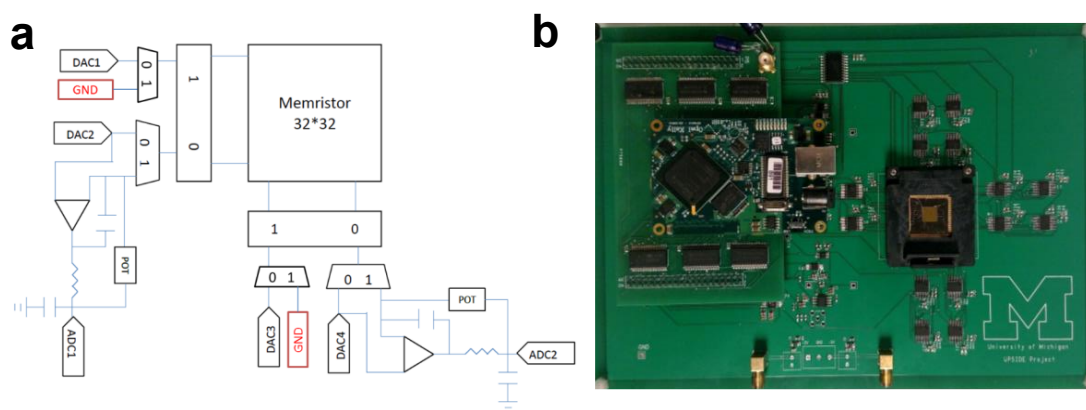 a
b
DAC1
0
1
GND
1
0
DAC2
0
1
Memristor
32*32
POT
ADC1
1
0
0 1
0 1
DAC3
GND
DAC4
POT
ADC2
GND
M
University of Michigan
UPSIDE Project